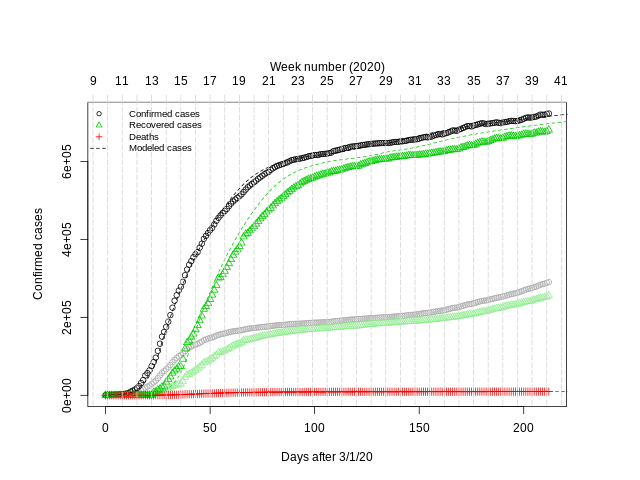 Week number (2020)
9 11 13 15 17 19 21 23 25 27 29 31 33 35 37 39 41
Confirmed cases
Recovered cases
Deaths
Modeled cases
Confirmed cases
6e+05
4e+05
2e+05
0e+00
0 50 100 150 200
Days after 3/1/20